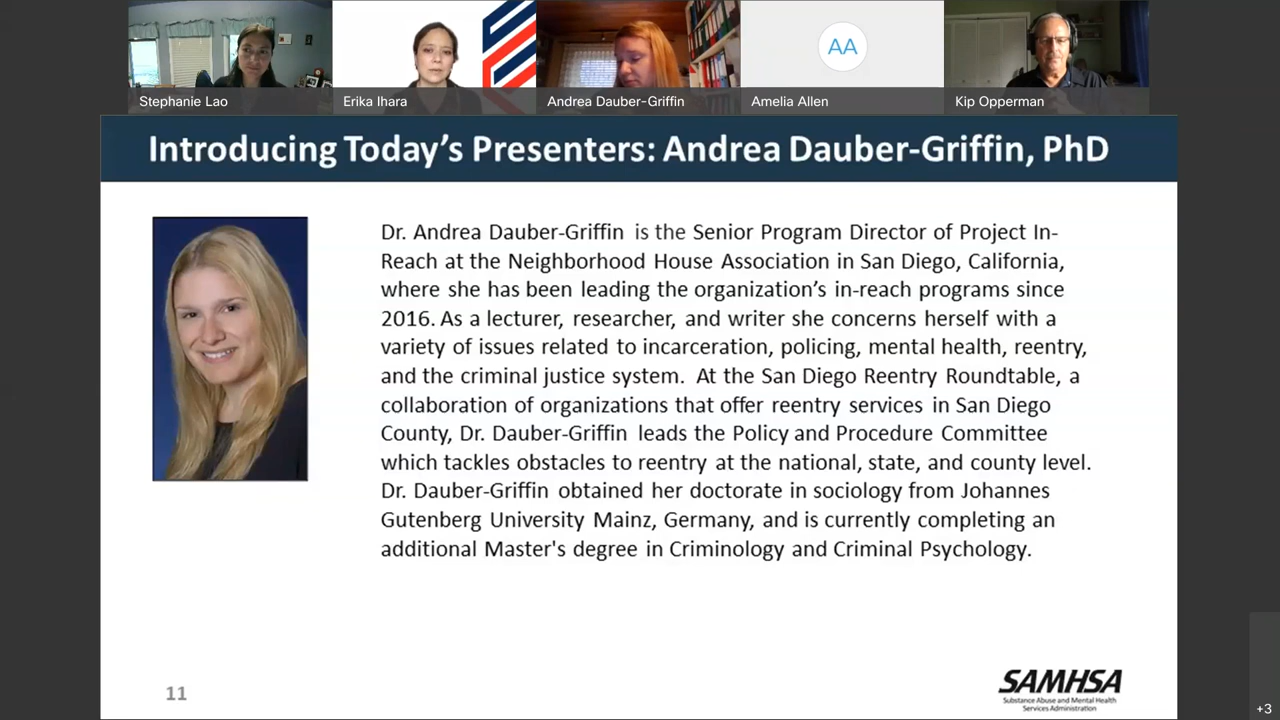 Stephanie Lao
Erika Ihara
Andrea Dauber-Griffin
AA
Amelia Allen
Kip Opperman
Introducing Today's Presenters: Andrea Dauber-Griffin, PhD
Dr. Andrea Dauber-Griffin is the Senior Program Director of Project In-
Reach at the Neighborhood House Association in San Diego, California,
where she has been leading the organization's in-reach programs since
2016. As a lecturer, researcher, and writer she concerns herself with a
variety of issues related to incarceration, policing, mental health, reentry,
and the criminal justice system. At the San Diego Reentry Roundtable, a
collaboration of organizations that offer reentry services in San Diego
County, Dr. Dauber-Griffin leads the Policy and Procedure Committee
which tackles obstacles to reentry at the national, state, and county level.
Dr. Dauber-Griffin obtained her doctorate in sociology from Johannes
Gutenberg University Mainz, Germany, and is currently completing an
additional Master's degree in Criminology and Criminal Psychology.
11
SAMHSA
Substance Abuse and Mental Health
Services Administration
+3